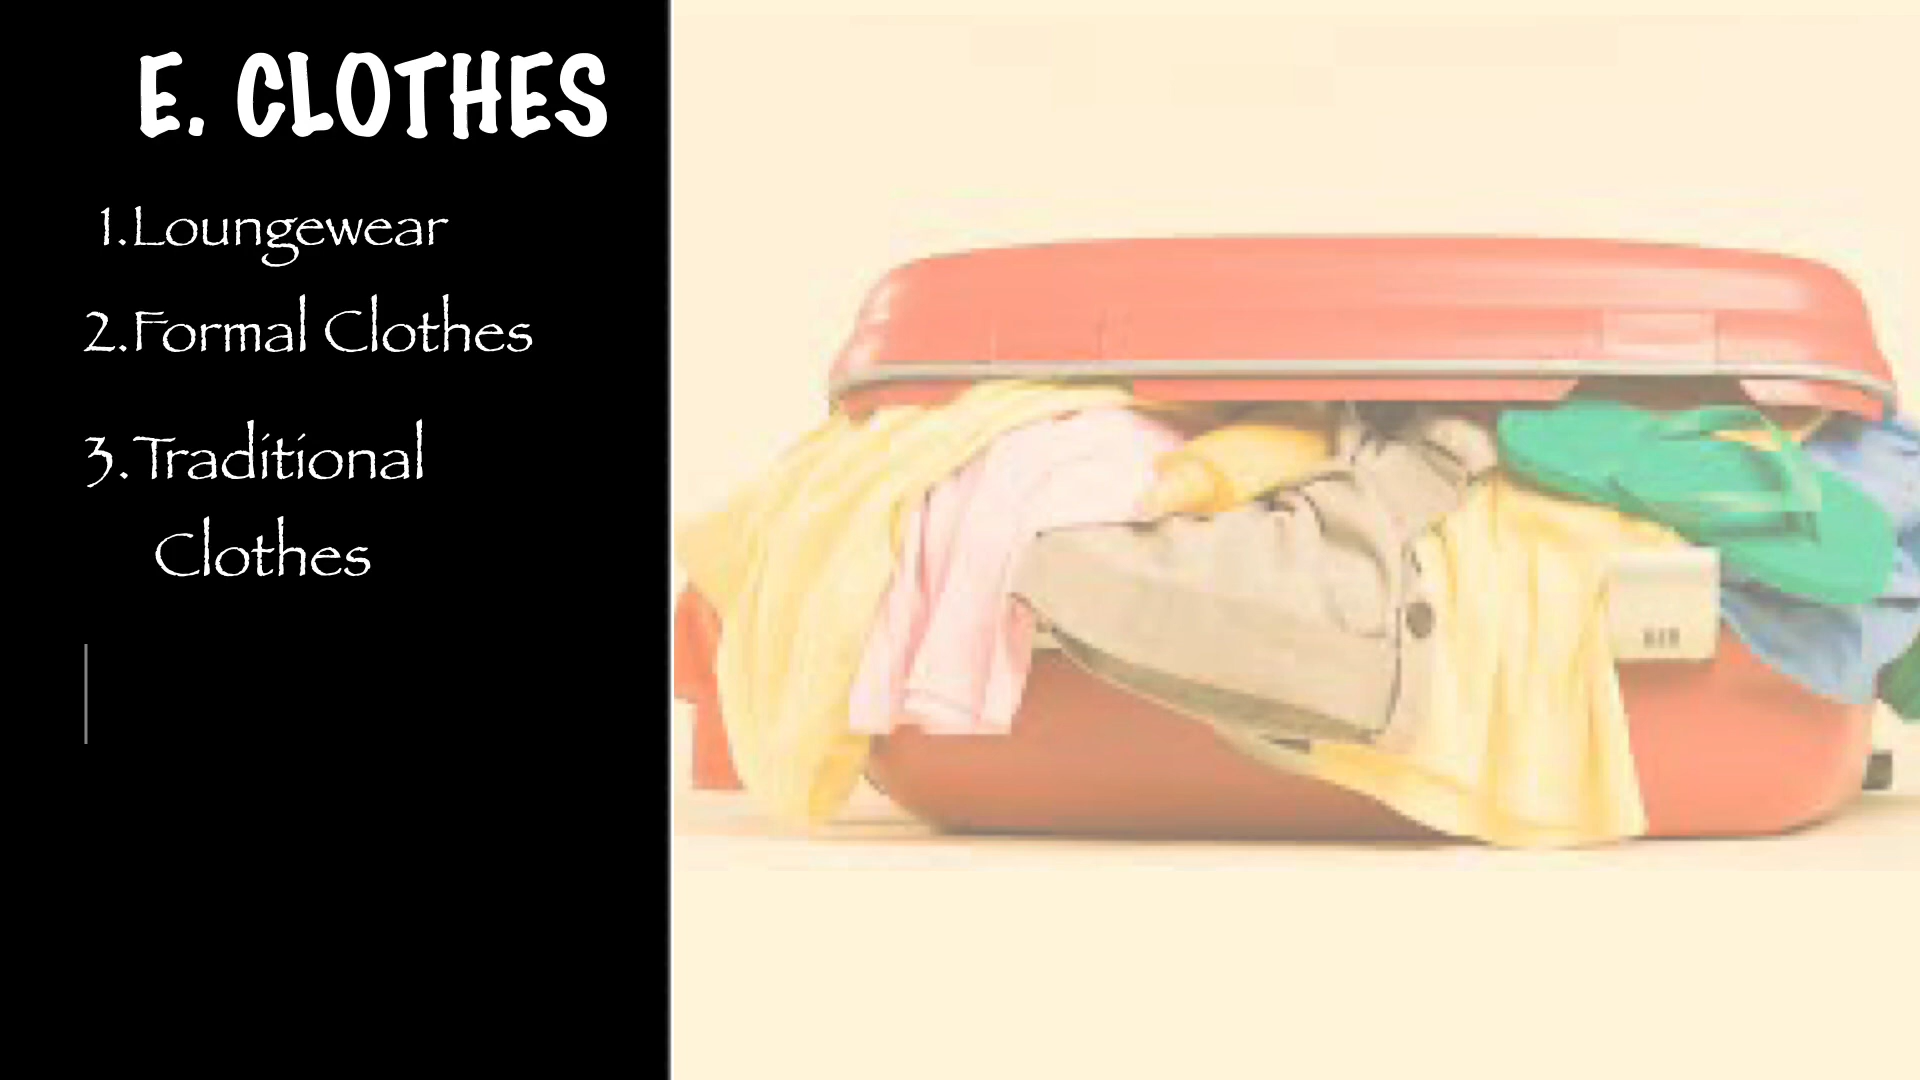 E. CLOTHES
1.Loungewear
2.Formal Clothes
3.Traditional
Clothes